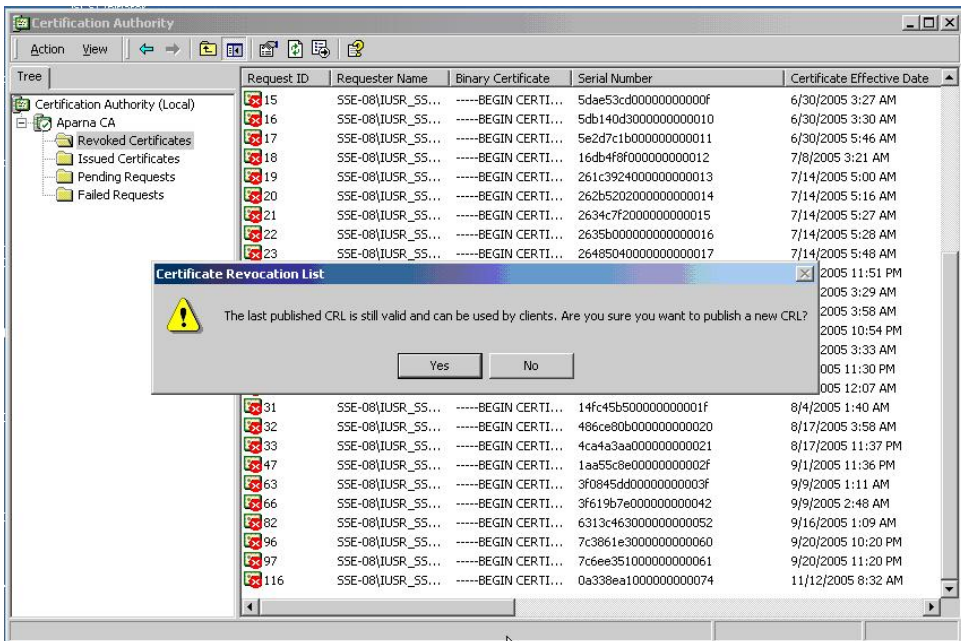 Certification Authority
Action View
Tree
Certification Authority (Local)
Aparna CA
Revoked Certificates
Issued Certificates
Pending Requests
Failed Requests
Request ID Requester Name Binary Certificate Serial Number Certificate Effective Date
15 SSE-08\IUSR_SS... -----BEGIN CERTI... 5dae53cd00000000000f 6/30/2005 3:27 AM
16 SSE-08\IUSR_SS... -----BEGIN CERTI... 5db140d3000000000010 6/30/2005 3:30 AM
17 SSE-08\IUSR_SS... -----BEGIN CERTI... 5e2d7c1b000000000011 6/30/2005 5:46 AM
18 SSE-08\IUSR_SS... -----BEGIN CERTI... 16db4f8f000000000012 7/8/2005 3:21 AM
19 SSE-08\IUSR_SS... -----BEGIN CERTI... 261c3924000000000013 7/14/2005 5:00 AM
20 SSE-08\IUSR_SS... -----BEGIN CERTI... 262b5202000000000014 7/14/2005 5:16 AM
21 SSE-08\IUSR_SS... -----BEGIN CERTI... 2634c7f2000000000015 7/14/2005 5:27 AM
22 SSE-08\IUSR_SS... -----BEGIN CERTI... 2635b000000000000016 7/14/2005 5:28 AM
23 SSE-08\IUSR_SS... -----BEGIN CERTI... 26485040000000000017 7/14/2005 5:48 AM
2005 11:51 PM
2005 3:29 AM
2005 3:58 AM
2005 10:54 PM
2005 3:33 AM
005 11:30 PM
005 12:07 AM
Certificate Revocation List
The last published CRL is still valid and can be used by clients. Are you sure you want to publish a new CRL?
Yes No
31 SSE-08\IUSR_SS... -----BEGIN CERTI... 14fc45b500000000001f 8/4/2005 1:40 AM
32 SSE-08\IUSR_SS... -----BEGIN CERTI... 486ce80b000000000020 8/17/2005 3:58 AM
33 SSE-08\IUSR_SS... -----BEGIN CERTI... 4ca4a3aa000000000021 8/17/2005 11:37 PM
47 SSE-08\IUSR_SS... -----BEGIN CERTI... 1aa55c8e00000000002f 9/1/2005 11:36 PM
63 SSE-08\IUSR_SS... -----BEGIN CERTI... 3f0845dd00000000003f 9/9/2005 1:11 AM
66 SSE-08\IUSR_SS... -----BEGIN CERTI... 3f619b7e000000000042 9/9/2005 2:48 AM
82 SSE-08\IUSR_SS... -----BEGIN CERTI... 6313c463000000000052 9/16/2005 1:09 AM
96 SSE-08\IUSR_SS... -----BEGIN CERTI... 7c3861e3000000000060 9/20/2005 10:20 PM
97 SSE-08\IUSR_SS... -----BEGIN CERTI... 7c6ee351000000000061 9/20/2005 11:20 PM
116 SSE-08\IUSR_SS... -----BEGIN CERTI... 0a338ea1000000000074 11/12/2005 8:32 AM